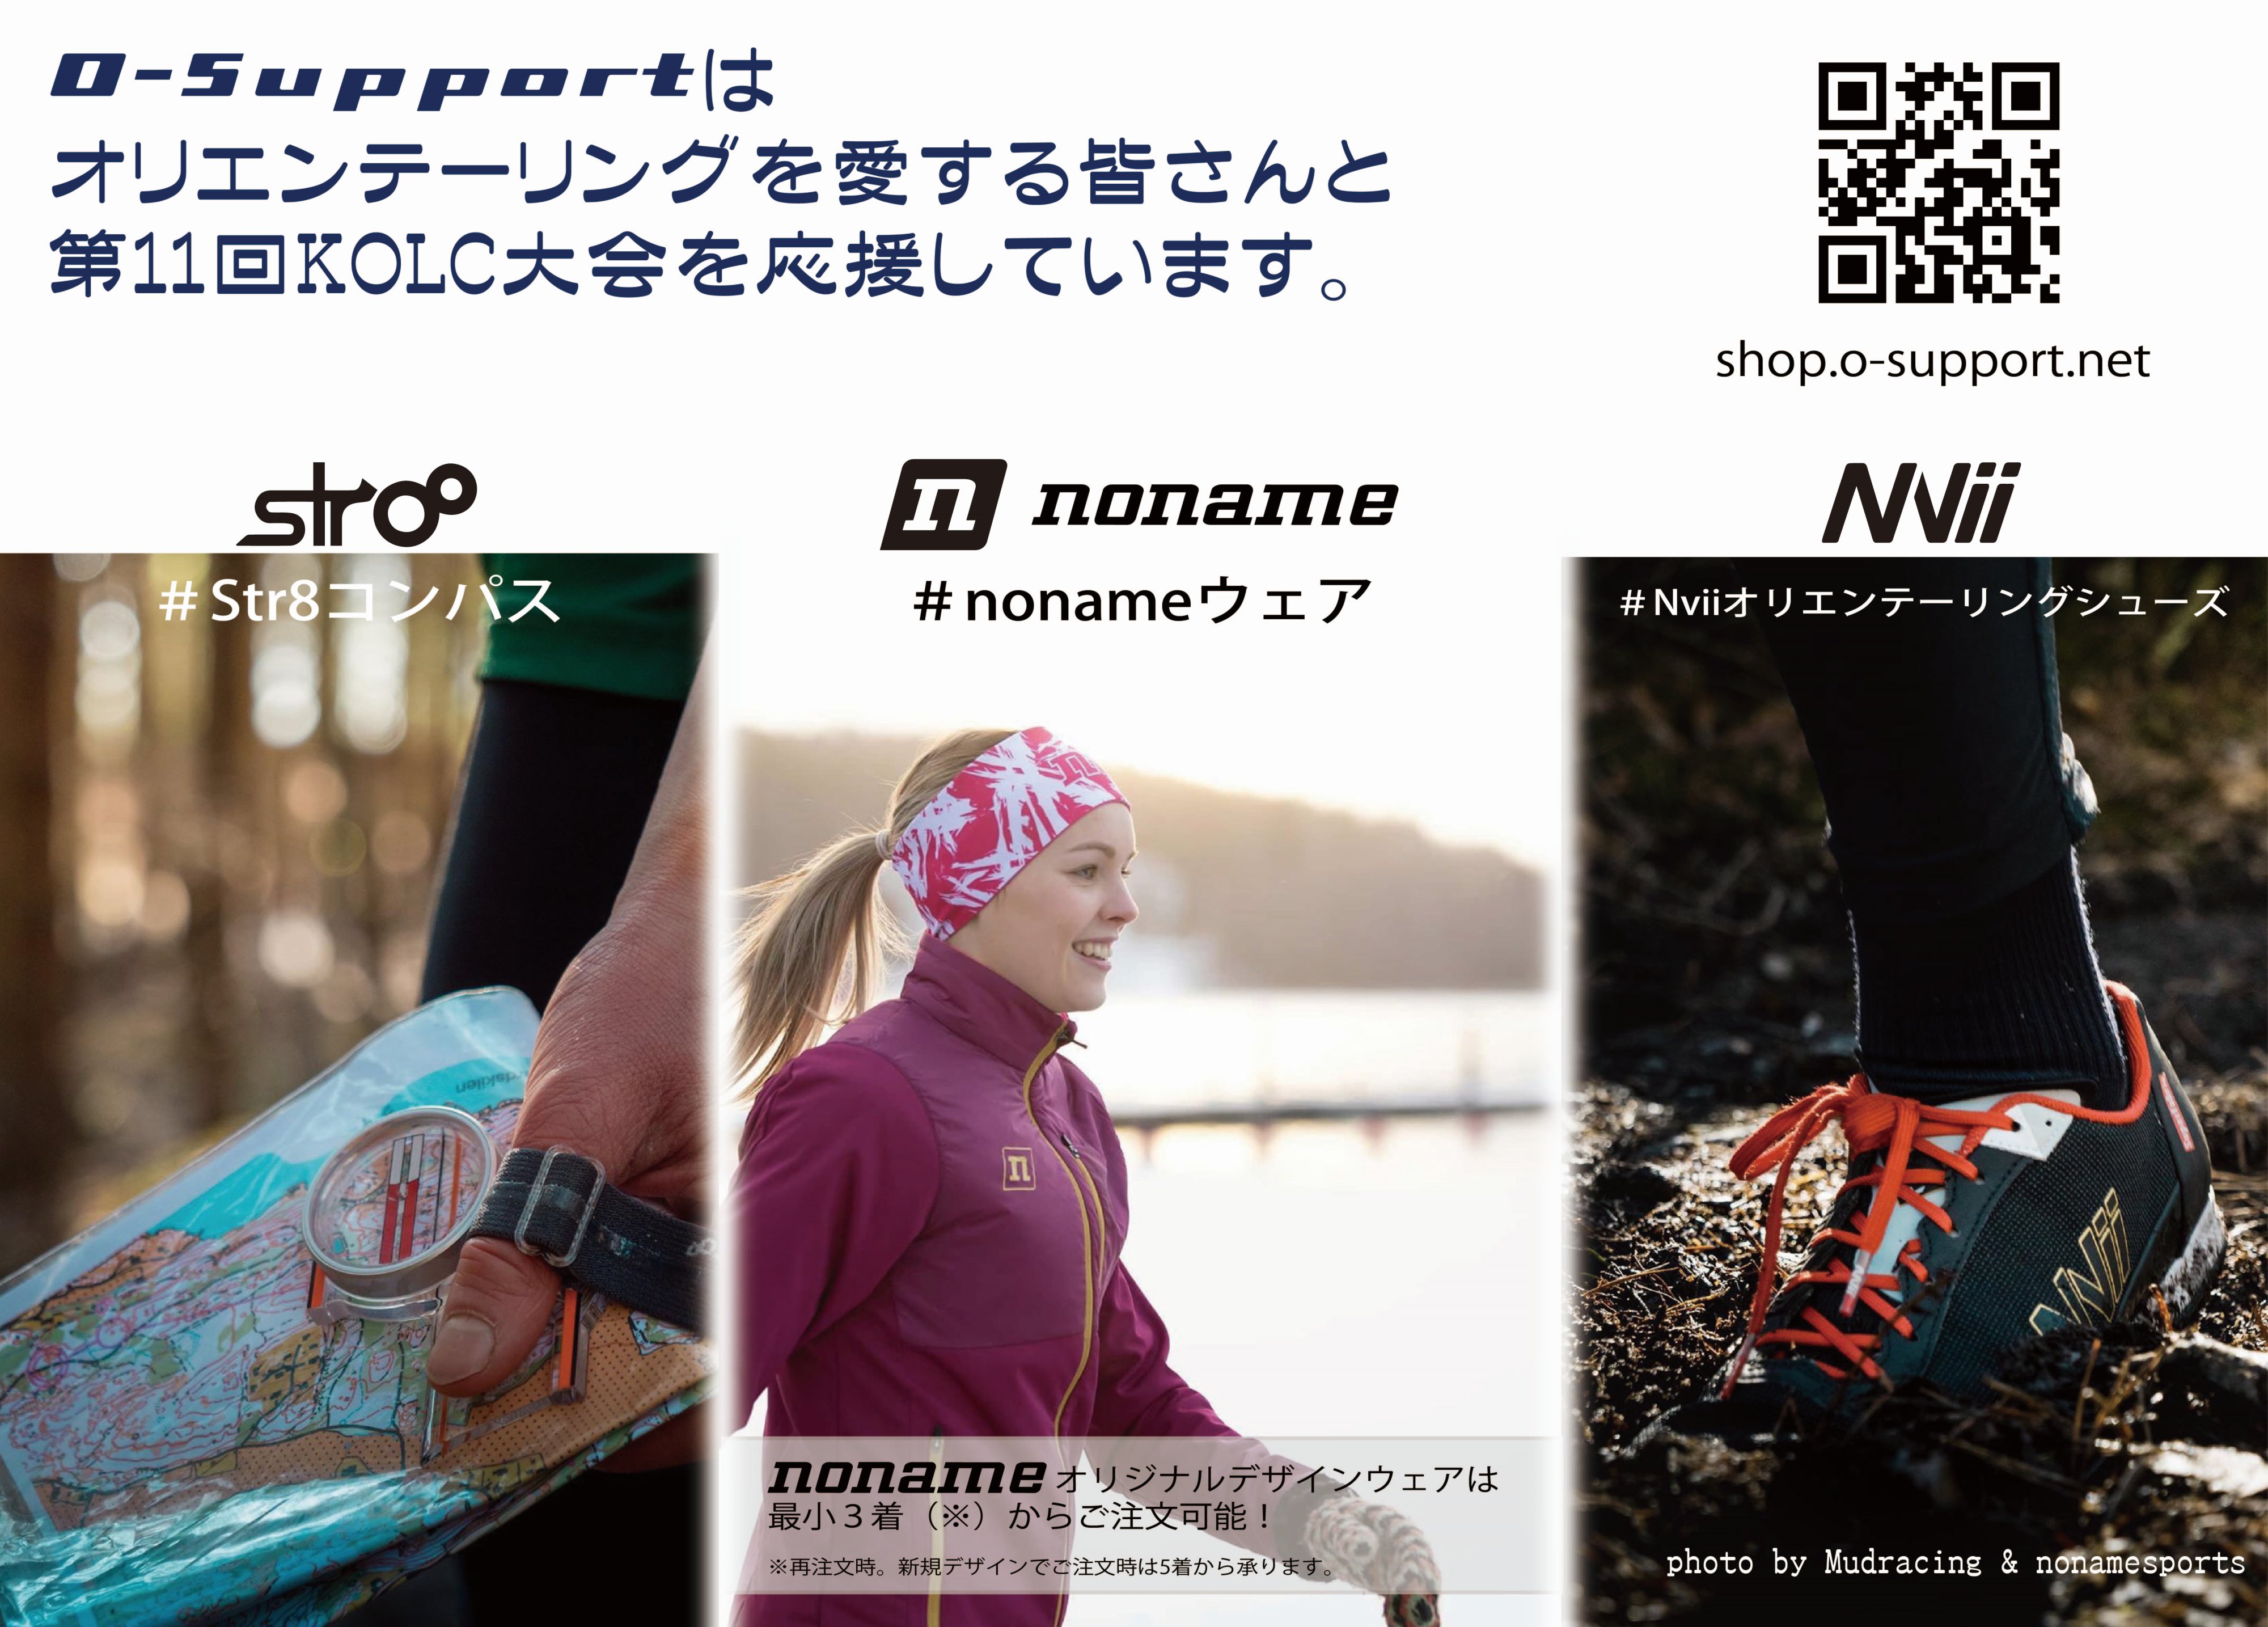 O-Supportは
オリエンテーリングを愛する皆さんと
第11回KOLC大会を応援しています。
shop.o-support.net
str8
n noname
NVii
#Str8コンパス
#nonameウェア
#Nviiオリエンテーリングシューズ
n
n
NVii
noname オリジナルデザインウェアは
最小３着（※）からご注文可能！
※再注文時。新規デザインでご注文時は5着から承ります。
photo by Mudracing & nonamesports